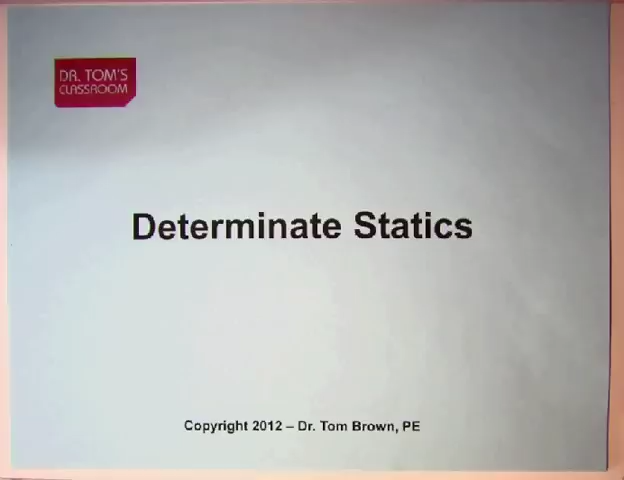 DR. TOM'S
CLASSROOM
Determinate Statics
Copyright 2012 – Dr. Tom Brown, PE